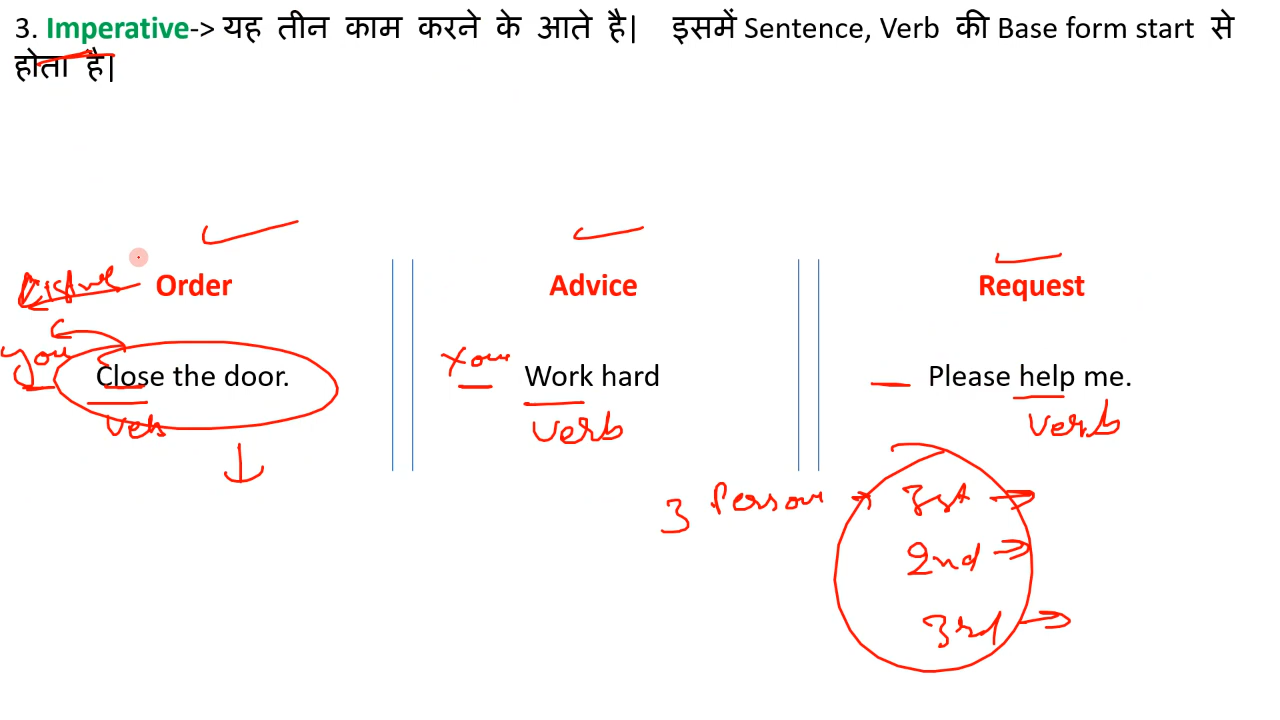 3. Imperative-> यह तीन काम करने के आते है| इसमें Sentence, Verb की Base form start से
होता है|
Order
Advice
Request
you
Close the door.
You
Work hard
Please help me.
Verb
verb
verb
3 Person
1st
2nd
3rd